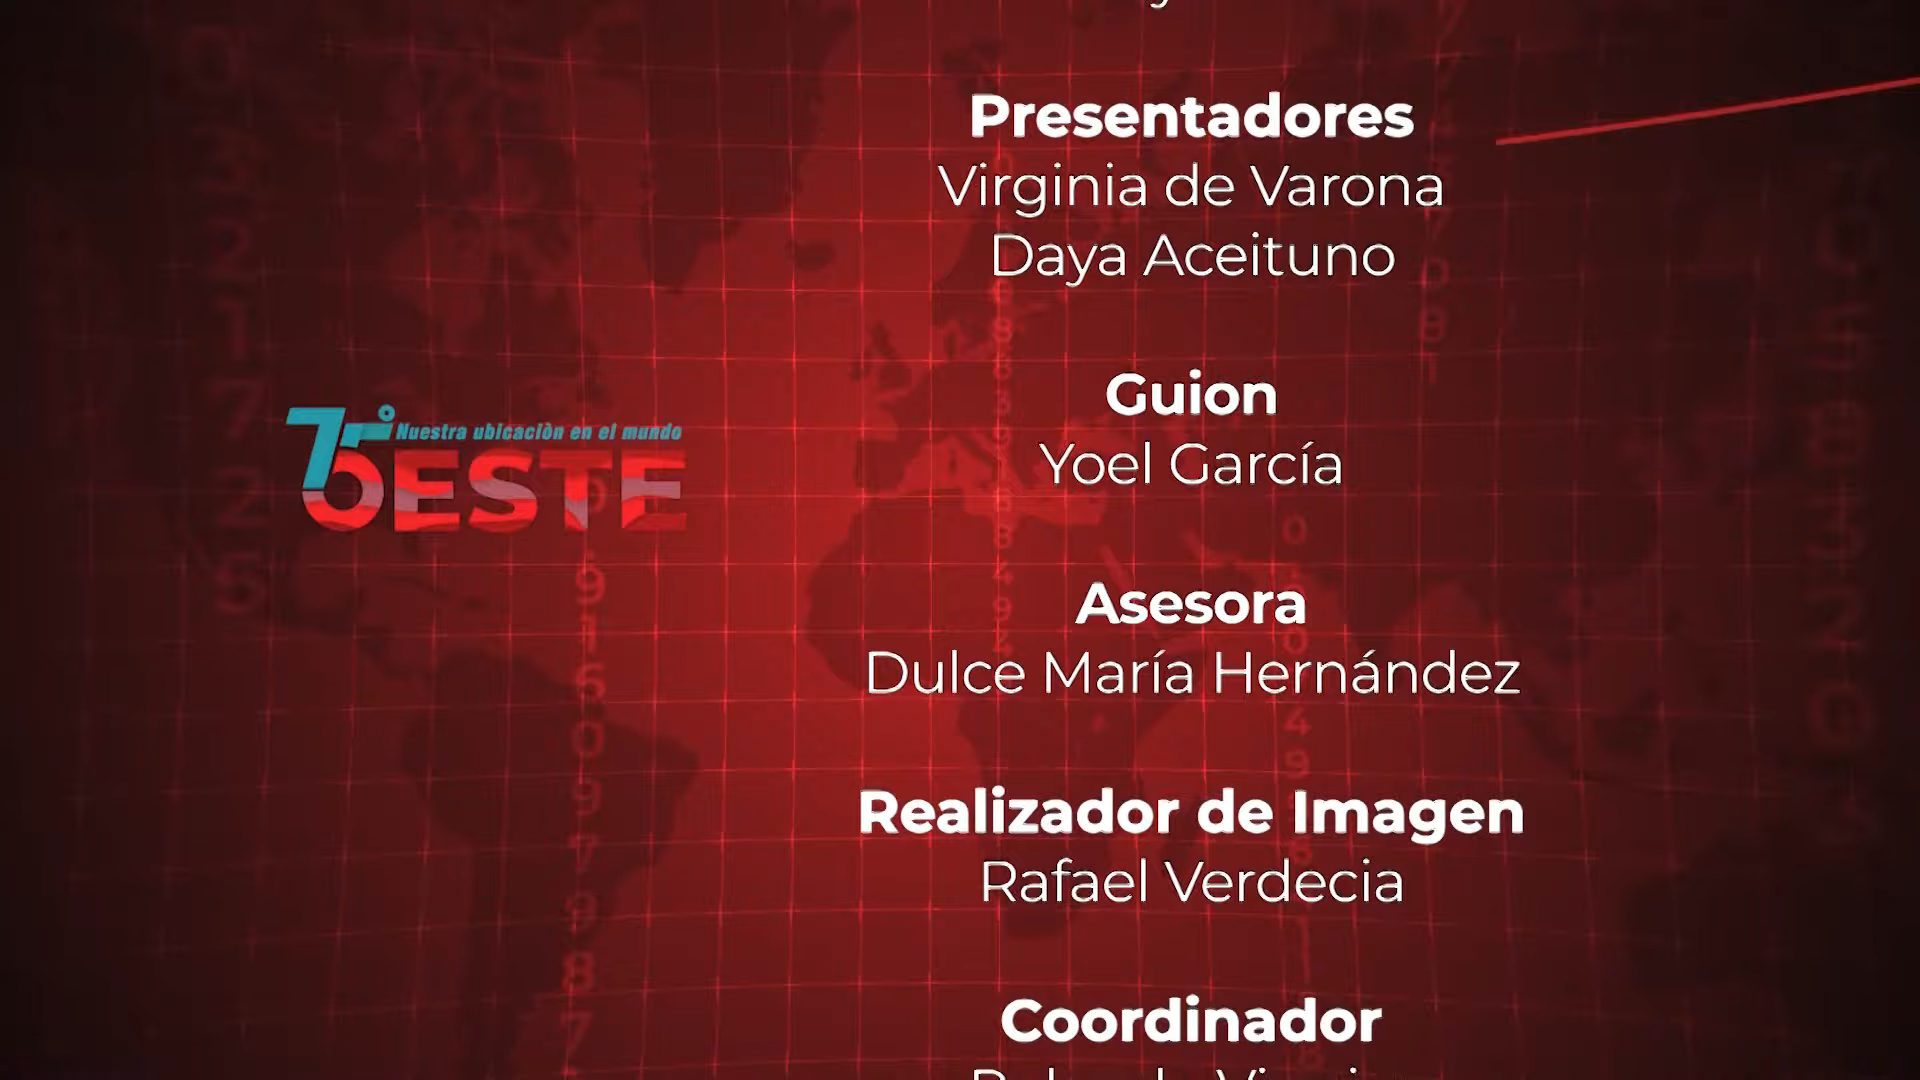 Presentadores
Virginia de Varona
Daya Aceituno
Guion
Yoel García
75°
Nuestra ubicaciòn en el mundo
OESTE
Asesora
Dulce María Hernández
Realizador de Imagen
Rafael Verdecia
Coordinador